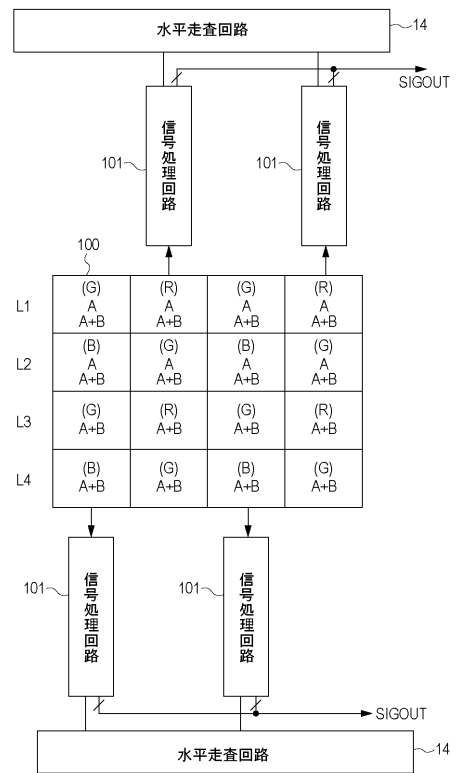 水平走査回路
14
SIGOUT
信号処理回路
101
信号処理回路
101
100
L1
(G) (R) (G) (R)
A A A A
A+B A+B A+B A+B
L2
(B) (G) (B) (G)
A A A A
A+B A+B A+B A+B
L3
(G) (R) (G) (R)
A+B A+B A+B A+B
L4
(B) (G) (B) (G)
A+B A+B A+B A+B
101
信号処理回路
101
信号処理回路
SIGOUT
水平走査回路
14